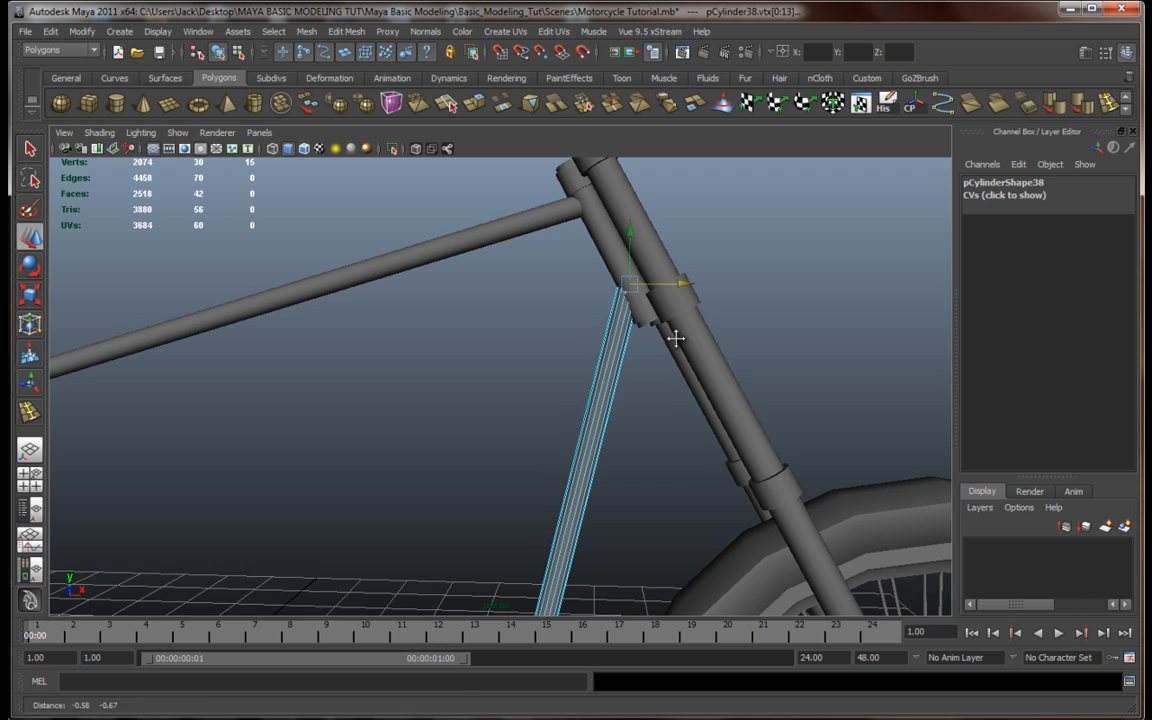 Autodesk Maya 2011 x64: C:\Users\Jack\Desktop\MAYA BASIC MODELING TUT\Maya Basic Modeling\Basic_Modeling_Tut\Scenes\Motorcycle Tutorial.mb* --- pCylinder38.vtx[0:13]...
File Edit Modify Create Display Window Assets Select Mesh Edit Mesh Proxy Normals Color Create UVs Edit UVs Muscle Vue 9.5 xStream Help
Polygons X: Y: Z:
General Curves Surfaces Polygons Subdivs Deformation Animation Dynamics Rendering PaintEffects Toon Muscle Fluids Fur Hair nCloth Custom GoZBrush
His CP
View Shading Lighting Show Renderer Panels
Channel Box / Layer Editor
Channels Edit Object Show
Verts: 2074 30 15
Edges: 4458 70 0
Faces: 2518 42 0
Tris: 3880 56 0
UVs: 3684 60 0
pCylinderShape38
CVs (click to show)
Display Render Anim
Layers Options Help
y
x
persp
1 2 3 4 5 6 7 8 9 10 11 12 13 14 15 16 17 18 19 20 21 22 23 24
00:00
1.00
1.00 1.00 00:00:00:01 00:00:01:00 24.00 48.00 No Anim Layer No Character Set
MEL
Distance: -0.58 -0.67